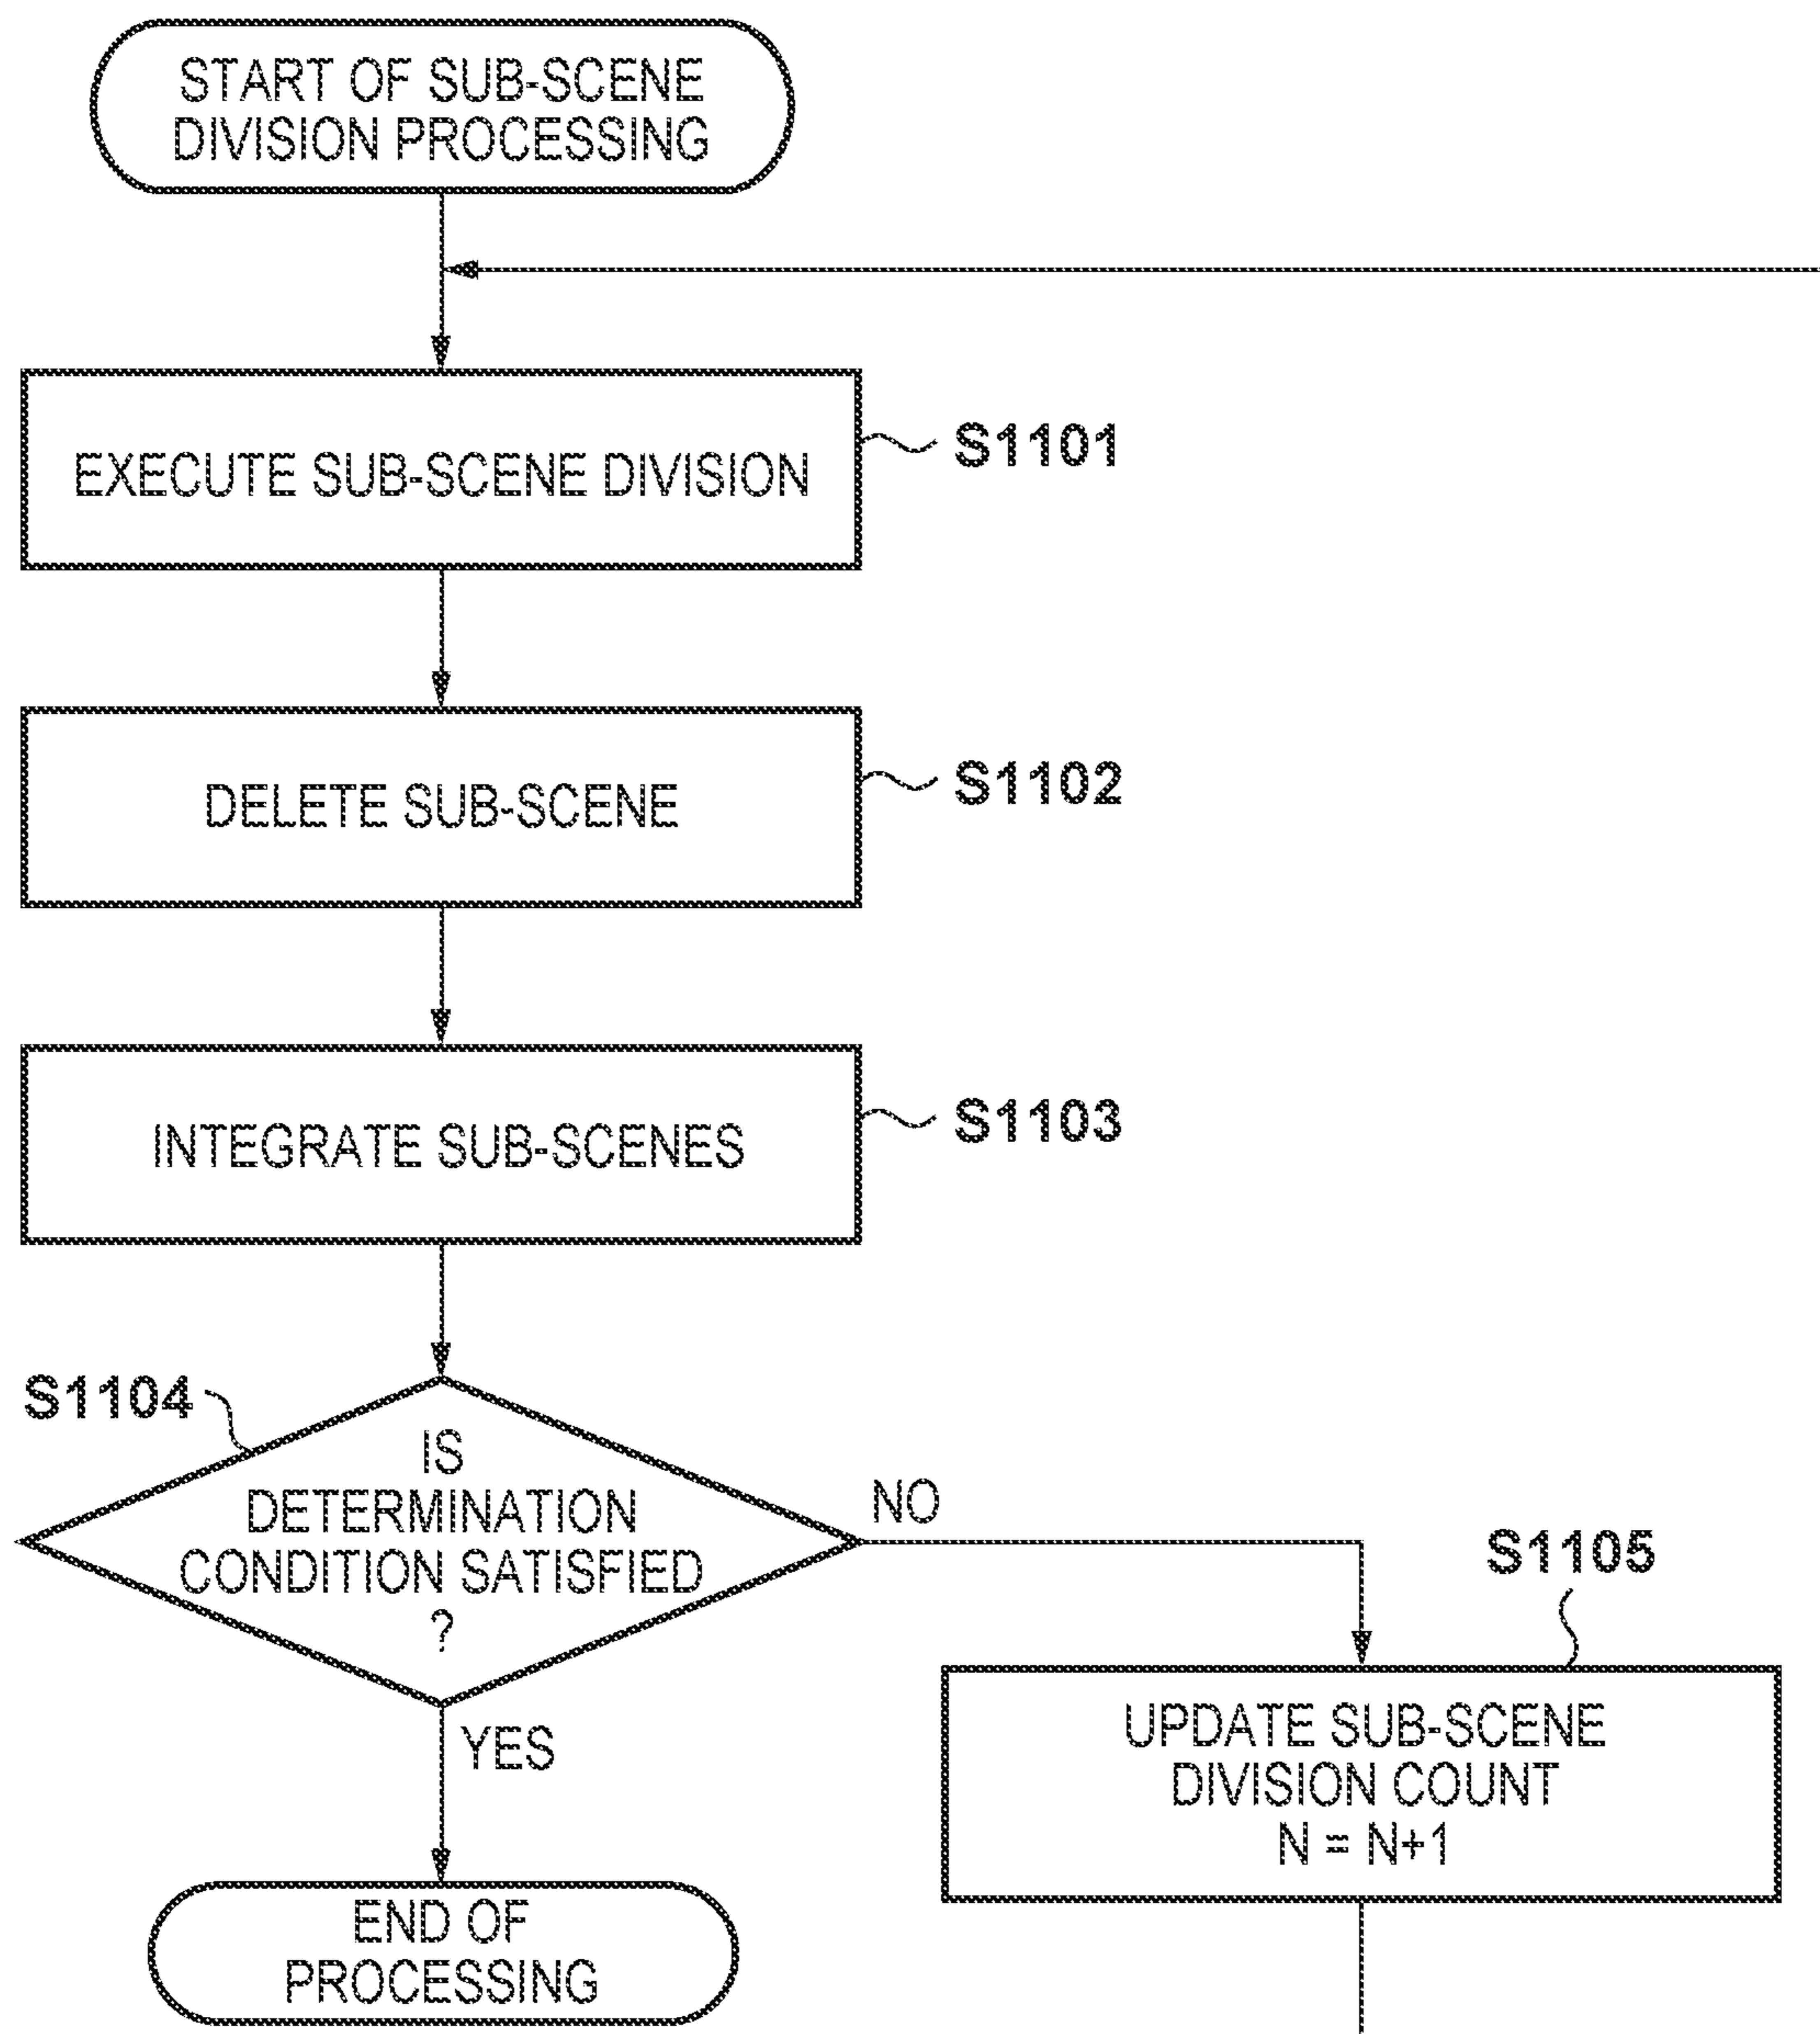 START OF SUB-SCENE
DIVISION PROCESSING
EXECUTE SUB-SCENE DIVISION
S1101
DELETE SUB-SCENE
S1102
INTEGRATE SUB-SCENES
S1103
S1104
IS
DETERMINATION
CONDITION SATISFIED
?
NO
YES
S1105
UPDATE SUB-SCENE
DIVISION COUNT
N = N+1
END OF
PROCESSING